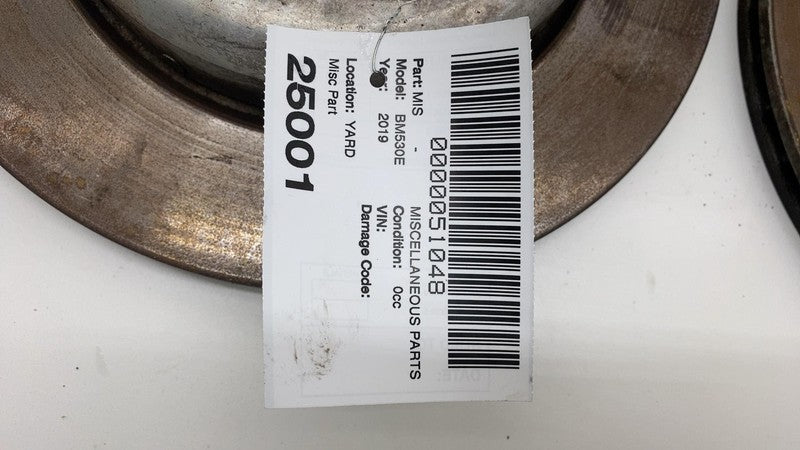 0000051048
Part: MIS - MISCELLANEOUS PARTS
Model: BM530E Condition: 0cc
Year: 2019 VIN:
Damage Code:
Location: YARD
Misc Part
25001